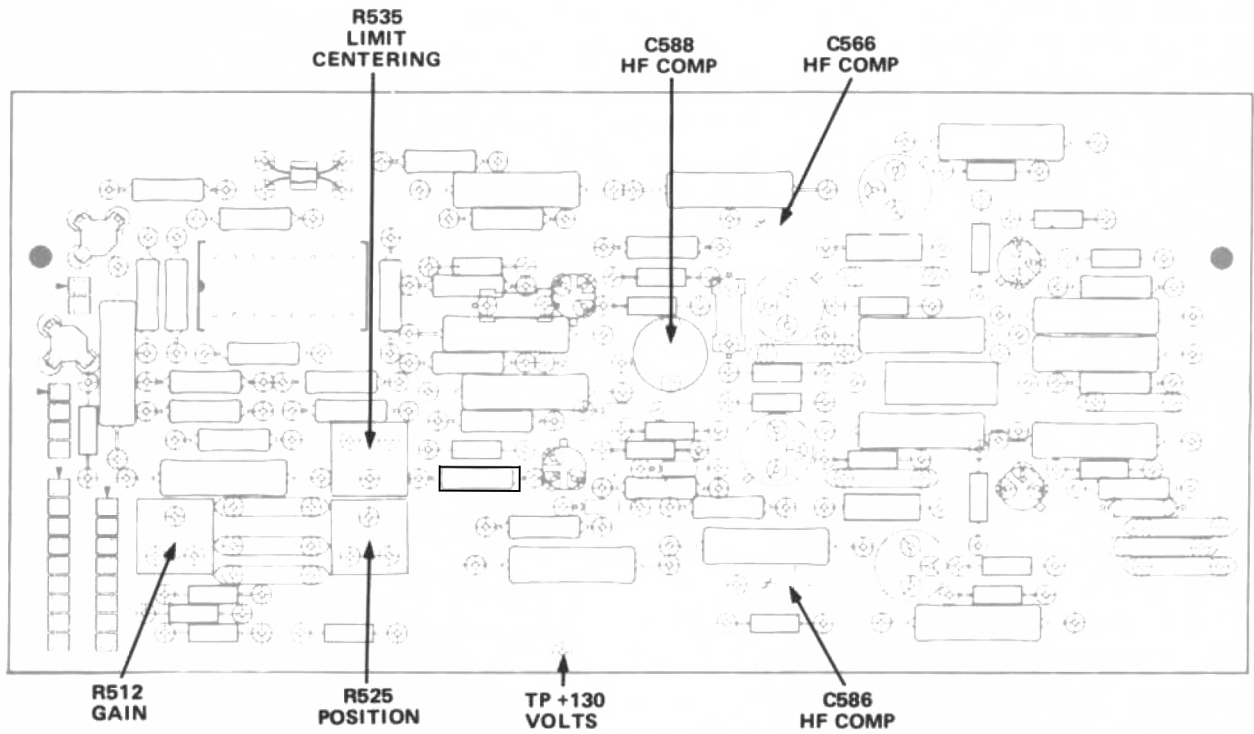 R535
LIMIT
CENTERING
C588
HF COMP
C566
HF COMP
R512
GAIN
R525
POSITION
TP +130
VOLTS
C586
HF COMP